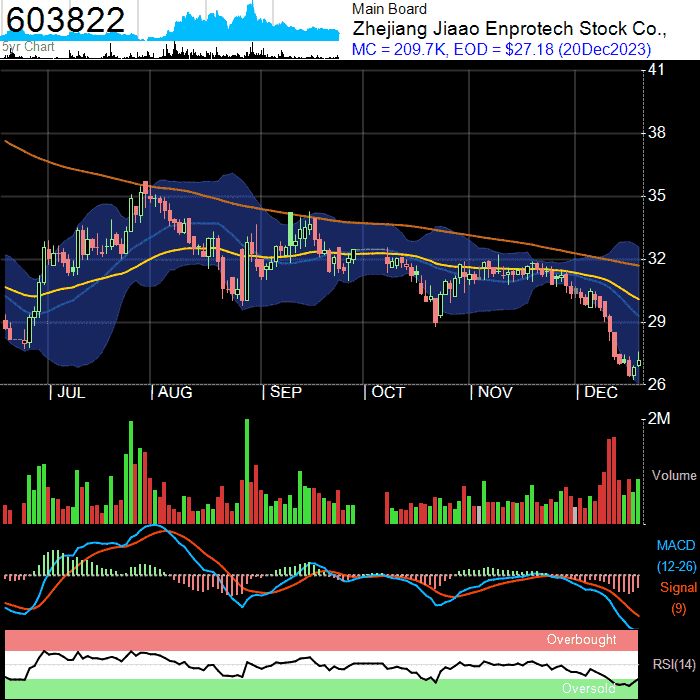 603822
5yr Chart
Main Board
Zhejiang Jiaao Enprotech Stock Co.,
MC = 209.7K, EOD = $27.18 (20Dec2023)
41
38
35
32
29
26
| JUL | AUG | SEP | OCT | NOV | DEC
2M
Volume
MACD
(12-26)
Signal
(9)
Overbought
RSI(14)
Oversold